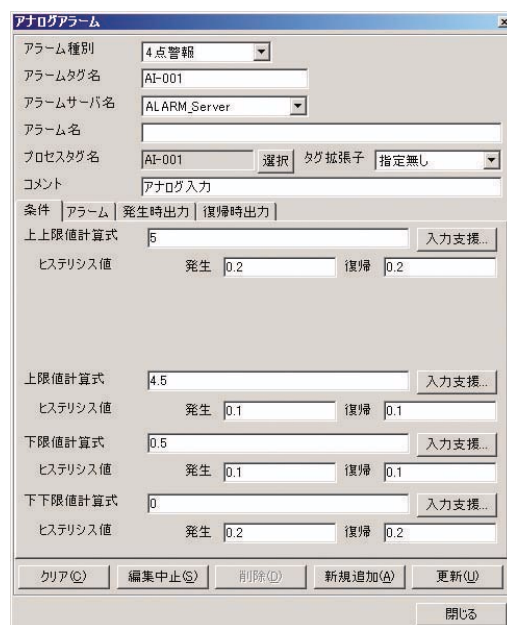 アナログアラーム
アラーム種別 4点警報
アラームタグ名 AI-001
アラームサーバ名 ALARM_Server
アラーム名
プロセスタグ名 AI-001 選択 タグ拡張子 指定無し
コメント アナログ入力
条件 アラーム 発生時出力 復帰時出力
上上限値計算式 5 入力支援...
ヒステリシス値 発生 0.2 復帰 0.2
上限値計算式 4.5 入力支援...
ヒステリシス値 発生 0.1 復帰 0.1
下限値計算式 0.5 入力支援...
ヒステリシス値 発生 0.1 復帰 0.1
下下限値計算式 0 入力支援...
ヒステリシス値 発生 0.2 復帰 0.2
クリア(C) 編集中止(S) 削除(D) 新規追加(A) 更新(U)
閉じる